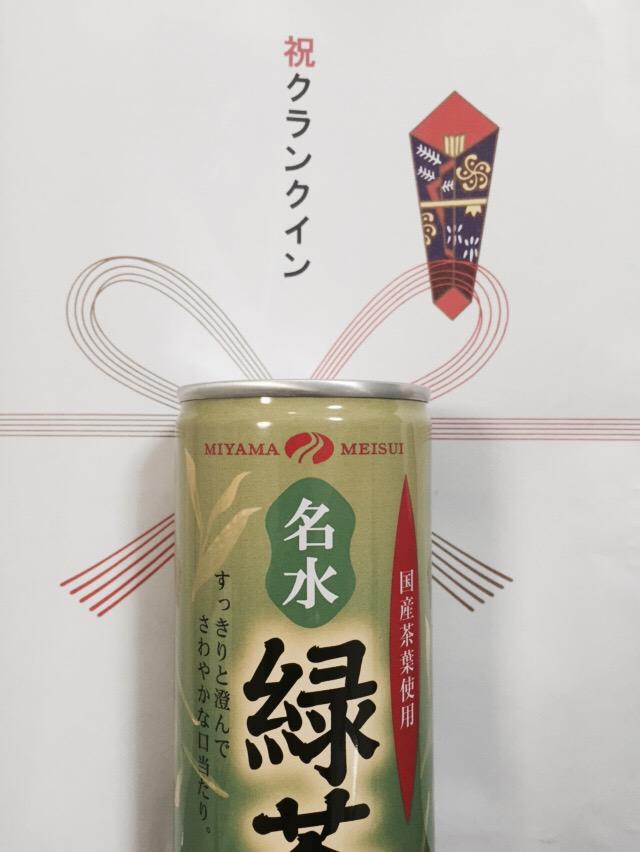 祝クランクイン
MIYAMA MEISUI
名水
国産茶葉使用
緑茶
すっきりと澄んで
さわやかな口当たり。